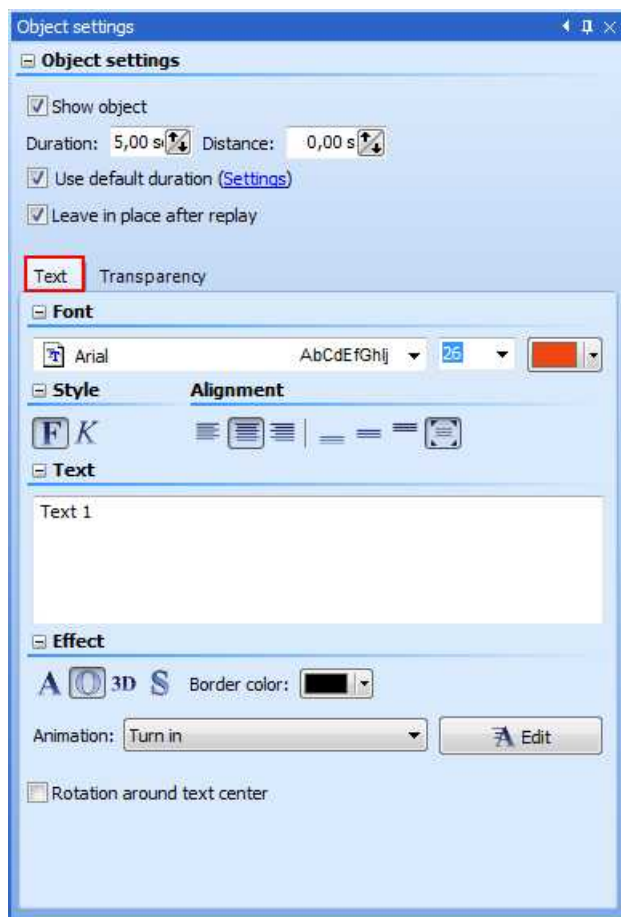 Object settings
Object settings
Show object
Duration: 5,00 s Distance: 0,00 s
Use default duration (Settings)
Leave in place after replay
Text Transparency
Font
Arial AbCdEfGhIj 26
Style Alignment
F K
Text
Text 1
Effect
A O 3D S Border color:
Animation: Turn in A Edit
Rotation around text center